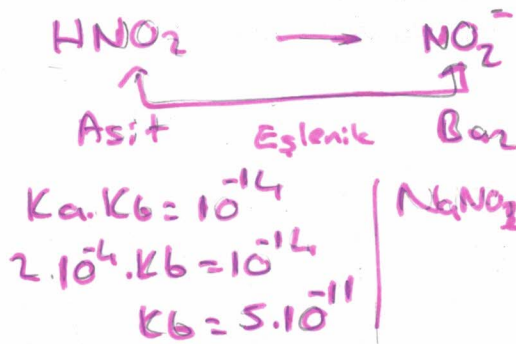 HNO₂ → NO₂⁻
Asit Eşlenik Baz
Ka.Kb = 10⁻¹⁴
2.10⁻⁴.Kb = 10⁻¹⁴
Kb = 5.10⁻¹¹
NaNO₂